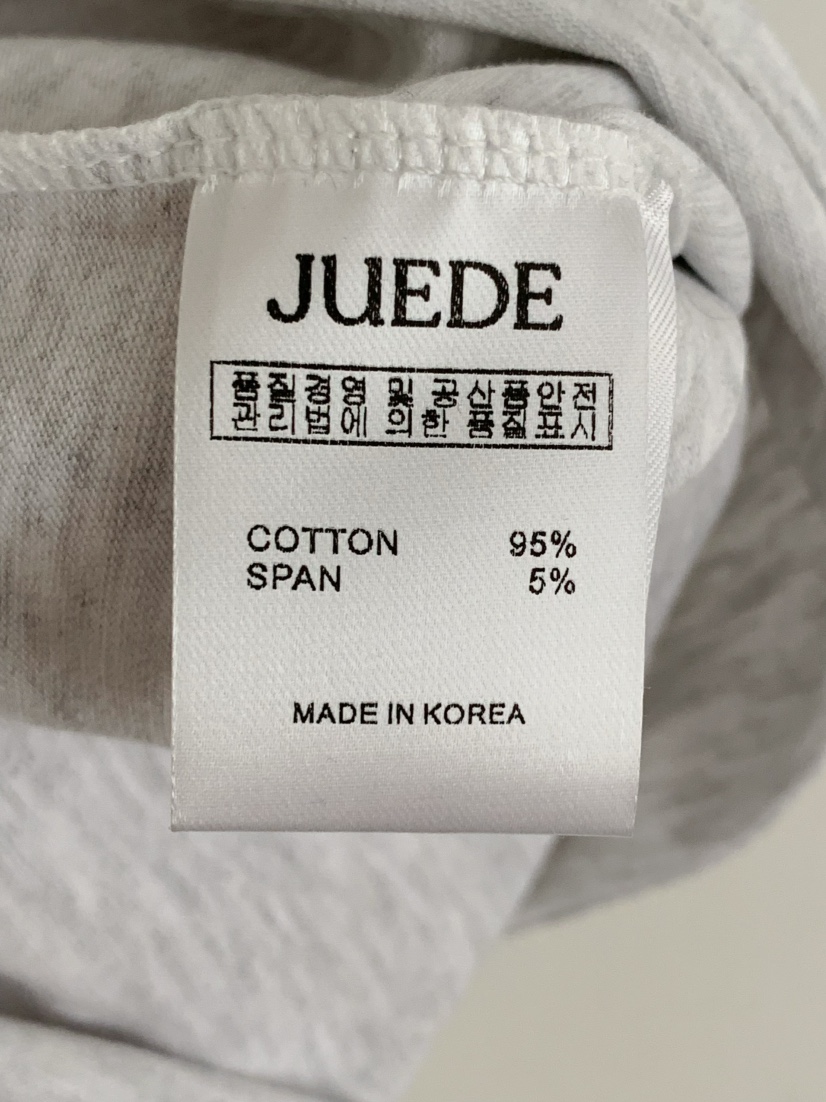 JUEDE
품질경영 및 공산품안전
관리법에 의한 품질표시
COTTON 95%
SPAN 5%
MADE IN KOREA